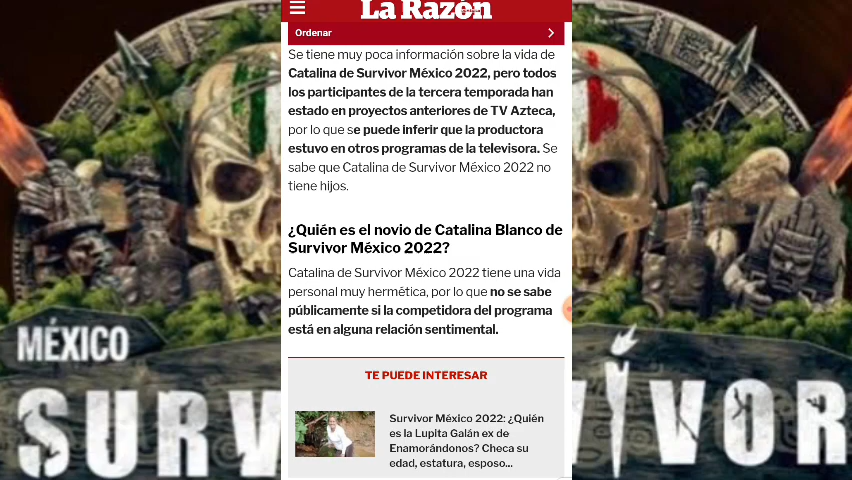 La Razón
Ordenar
Se tiene muy poca información sobre la vida de
Catalina de Survivor México 2022, pero todos
los participantes de la tercera temporada han
estado en proyectos anteriores de TV Azteca,
por lo que se puede inferir que la productora
estuvo en otros programas de la televisora. Se
sabe que Catalina de Survivor México 2022 no
tiene hijos.
¿Quién es el novio de Catalina Blanco de
Survivor México 2022?
Catalina de Survivor México 2022 tiene una vida
personal muy hermética, por lo que no se sabe
públicamente si la competidora del programa
está en alguna relación sentimental.
TE PUEDE INTERESAR
Survivor México 2022: ¿Quién
es la Lupita Galán ex de
Enamorándonos? Checa su
edad, estatura, esposo...
MÉXICO
SURV
IVOR